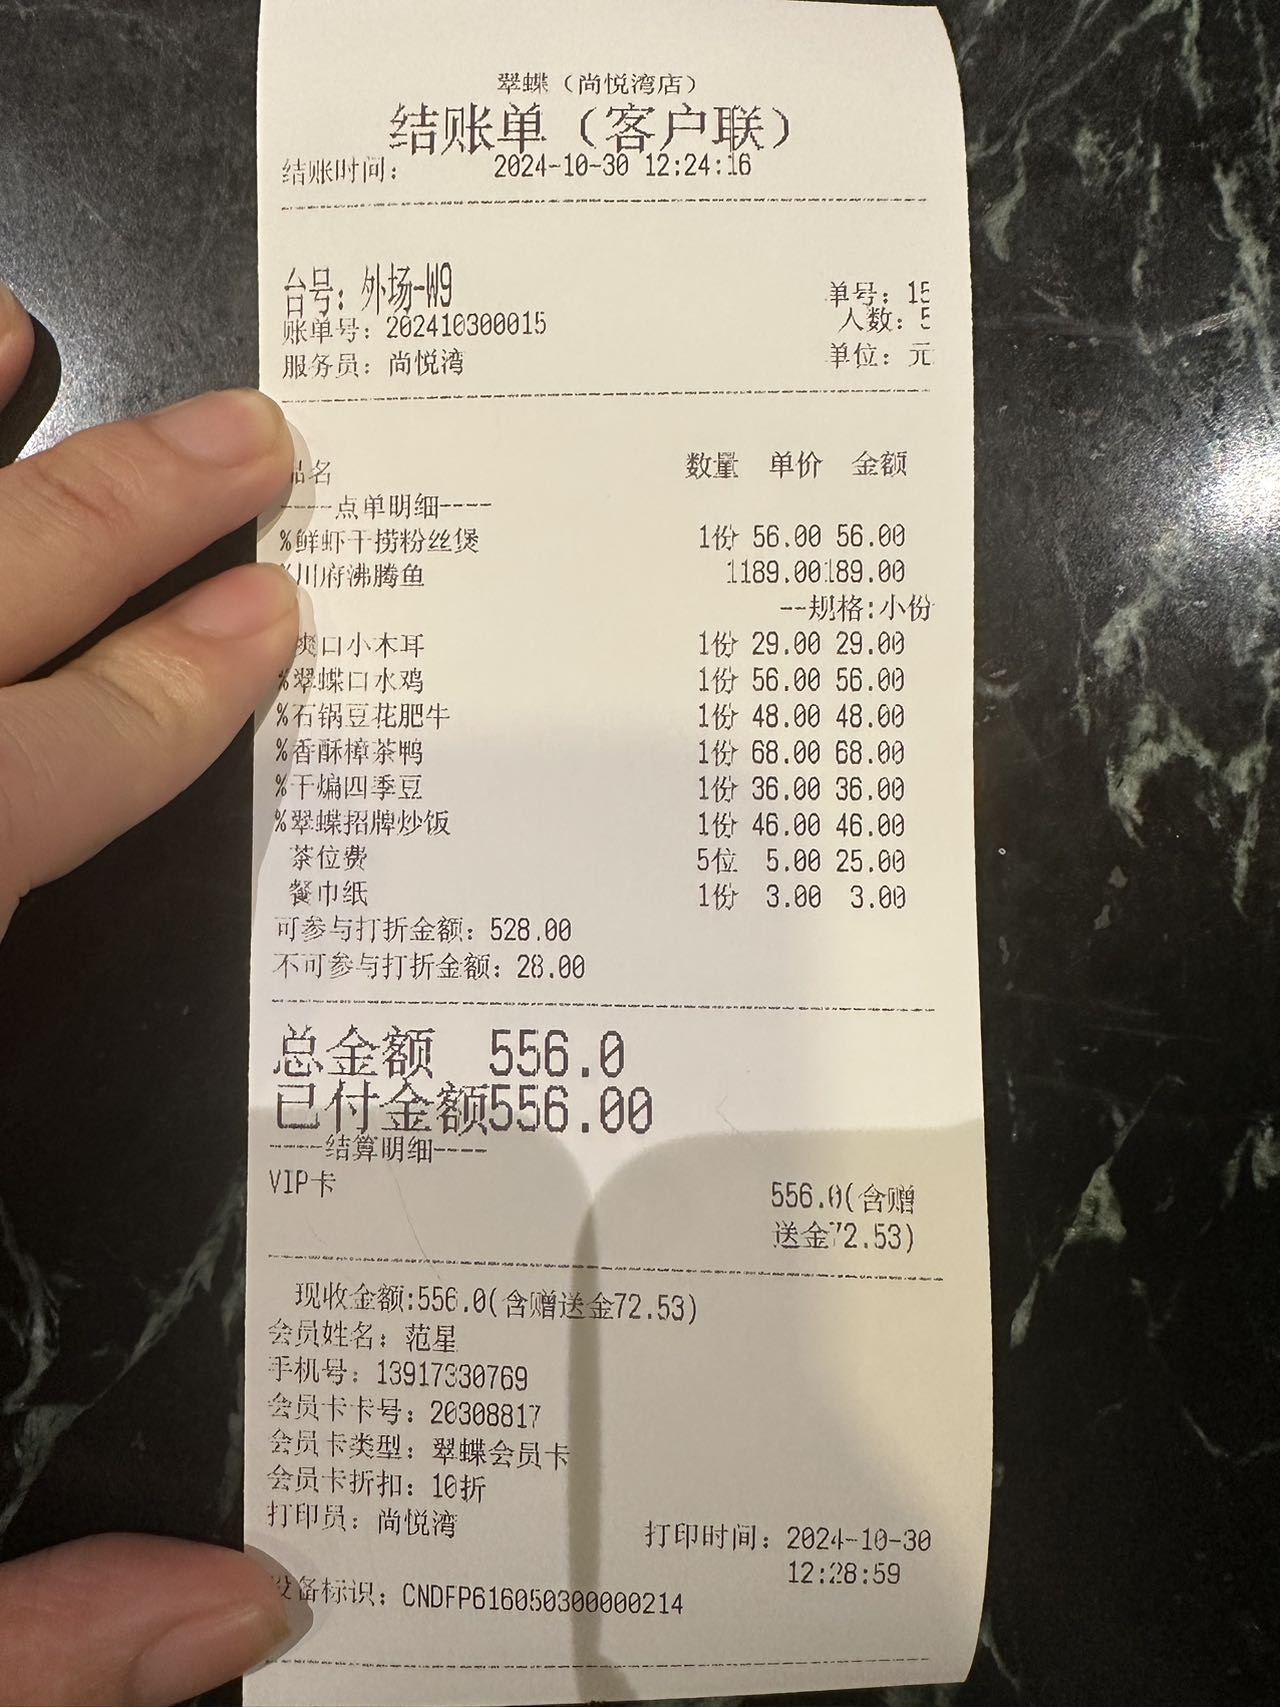 翠蝶（尚悦湾店）
结账单（客户联）
结账时间： 2024-10-30 12:24:16
台号：外场-W9
单号：15
账单号：202410300015
人数：5
服务员：尚悦湾
单位：元
品名 数量 单价 金额
----点单明细----
%鲜虾干捞粉丝煲 1份 56.00 56.00
%川府沸腾鱼 1189.00189.00
--规格:小份
爽口小木耳 1份 29.00 29.00
%翠蝶口水鸡 1份 56.00 56.00
%石锅豆花肥牛 1份 48.00 48.00
%香酥樟茶鸭 1份 68.00 68.00
%干煸四季豆 1份 36.00 36.00
%翠蝶招牌炒饭 1份 46.00 46.00
茶位费 5位 5.00 25.00
餐巾纸 1份 3.00 3.00
可参与打折金额：528.00
不可参与打折金额：28.00
总金额 556.0
已付金额556.00
----结算明细----
VIP卡 556.0(含赠
送金72.53)
现收金额:556.0(含赠送金72.53)
会员姓名：范星
手机号：13917330769
会员卡卡号：20308817
会员卡类型：翠蝶会员卡
会员卡折扣：10折
打印员：尚悦湾
打印时间：2024-10-30
12:28:59
设备标识：CNDFP616050300000214